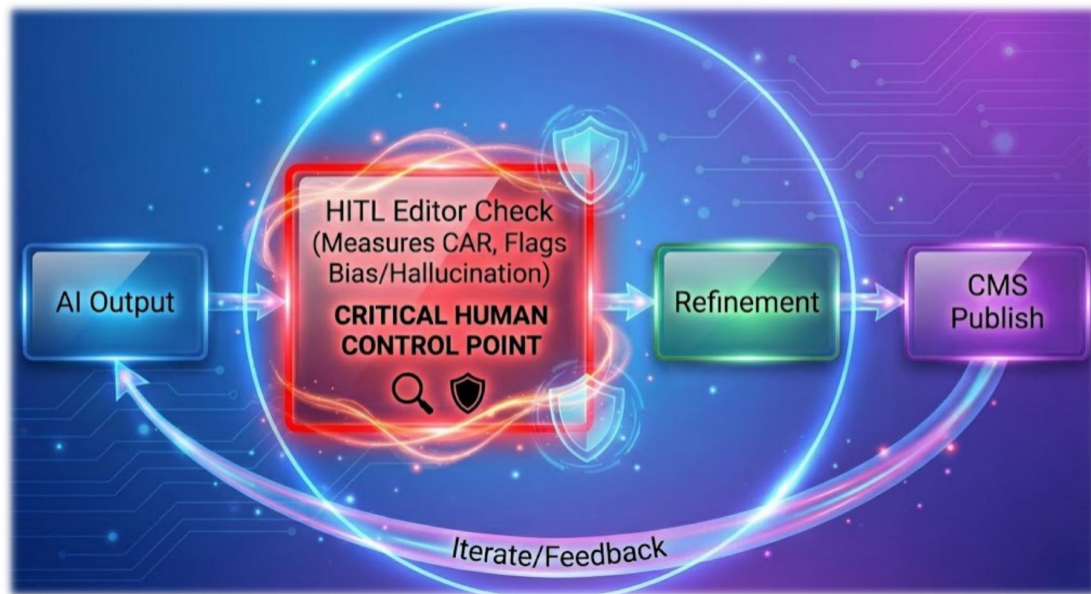 AI Output
HITL Editor Check
(Measures CAR, Flags
Bias/Hallucination)
CRITICAL HUMAN
CONTROL POINT
Refinement
CMS
Publish
Iterate/Feedback